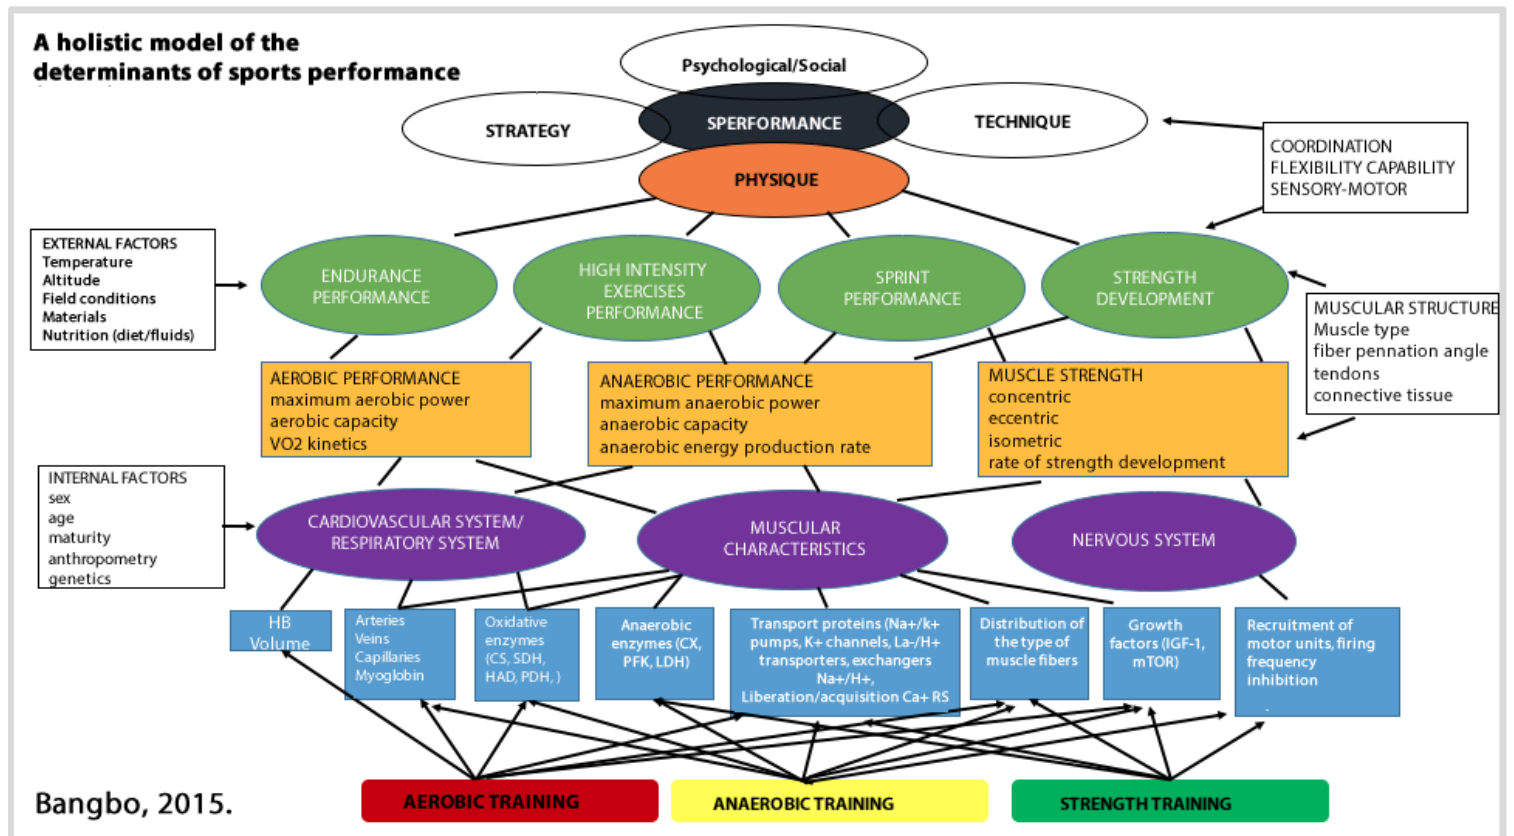 A holistic model of the
determinants of sports performance
Psychological/Social
STRATEGY
SPERFORMANCE
TECHNIQUE
PHYSIQUE
COORDINATION
FLEXIBILITY CAPABILITY
SENSORY-MOTOR
EXTERNAL FACTORS
Temperature
Altitude
Field conditions
Materials
Nutrition (diet/fluids)
ENDURANCE
PERFORMANCE
HIGH INTENSITY
EXERCISES
PERFORMANCE
SPRINT
PERFORMANCE
STRENGTH
DEVELOPMENT
MUSCULAR STRUCTURE
Muscle type
fiber pennation angle
tendons
connective tissue
AEROBIC PERFORMANCE
maximum aerobic power
aerobic capacity
VO2 kinetics
ANAEROBIC PERFORMANCE
maximum anaerobic power
anaerobic capacity
anaerobic energy production rate
MUSCLE STRENGTH
concentric
eccentric
isometric
rate of strength development
INTERNAL FACTORS
sex
age
maturity
anthropometry
genetics
CARDIOVASCULAR SYSTEM/
RESPIRATORY SYSTEM
MUSCULAR
CHARACTERISTICS
NERVOUS SYSTEM
HB
Volume
Arteries
Veins
Capillaries
Myoglobin
Oxidative
enzymes
(CS, SDH,
HAD, PDH, )
Anaerobic
enzymes (CX,
PFK, LDH)
Transport proteins (Na+/k+
pumps, K+ channels, La-/H+
transporters, exchangers
Na+/H+,
Liberation/acquisition Ca+ RS
Distribution of
the type of
muscle fibers
Growth
factors (IGF-1,
mTOR)
Recruitment of
motor units, firing
frequency
inhibition
Bangbo, 2015.
AEROBIC TRAINING
ANAEROBIC TRAINING
STRENGTH TRAINING